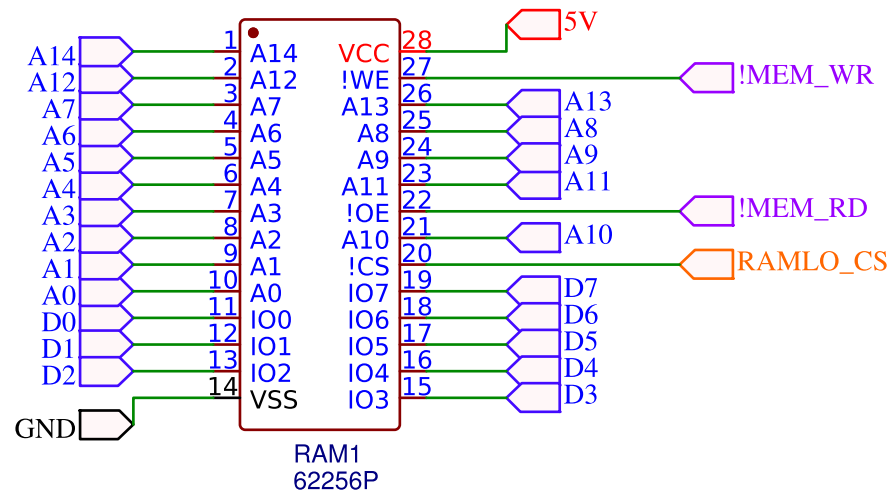 1 28 5V
A14 A14 VCC
2 27
A12 A12 !WE !MEM_WR
3 26
A7 A7 A13 A13
4 25
A6 A6 A8 A8
5 24
A5 A5 A9 A9
6 23
A4 A4 A11 A11
7 22
A3 A3 !OE !MEM_RD
8 21
A2 A2 A10 A10
9 20
A1 A1 !CS RAMLO_CS
10 19
A0 A0 IO7 D7
11 18
D0 IO0 IO6 D6
12 17
D1 IO1 IO5 D5
13 16
D2 IO2 IO4 D4
14 15
VSS IO3 D3
GND
RAM1
62256P